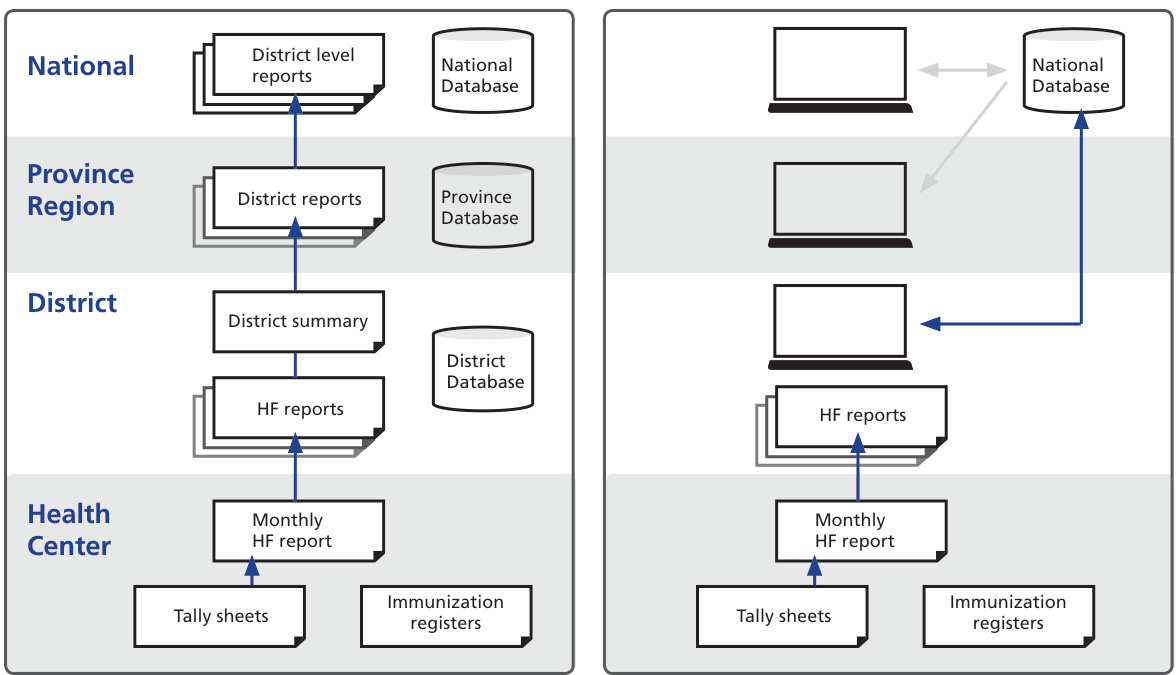 National
District level
reports
National
Database
Province
Region
District reports
Province
Database
District
District summary
District
Database
HF reports
Health
Center
Monthly
HF report
Tally sheets
Immunization
registers
National
Database
HF reports
Monthly
HF report
Tally sheets
Immunization
registers